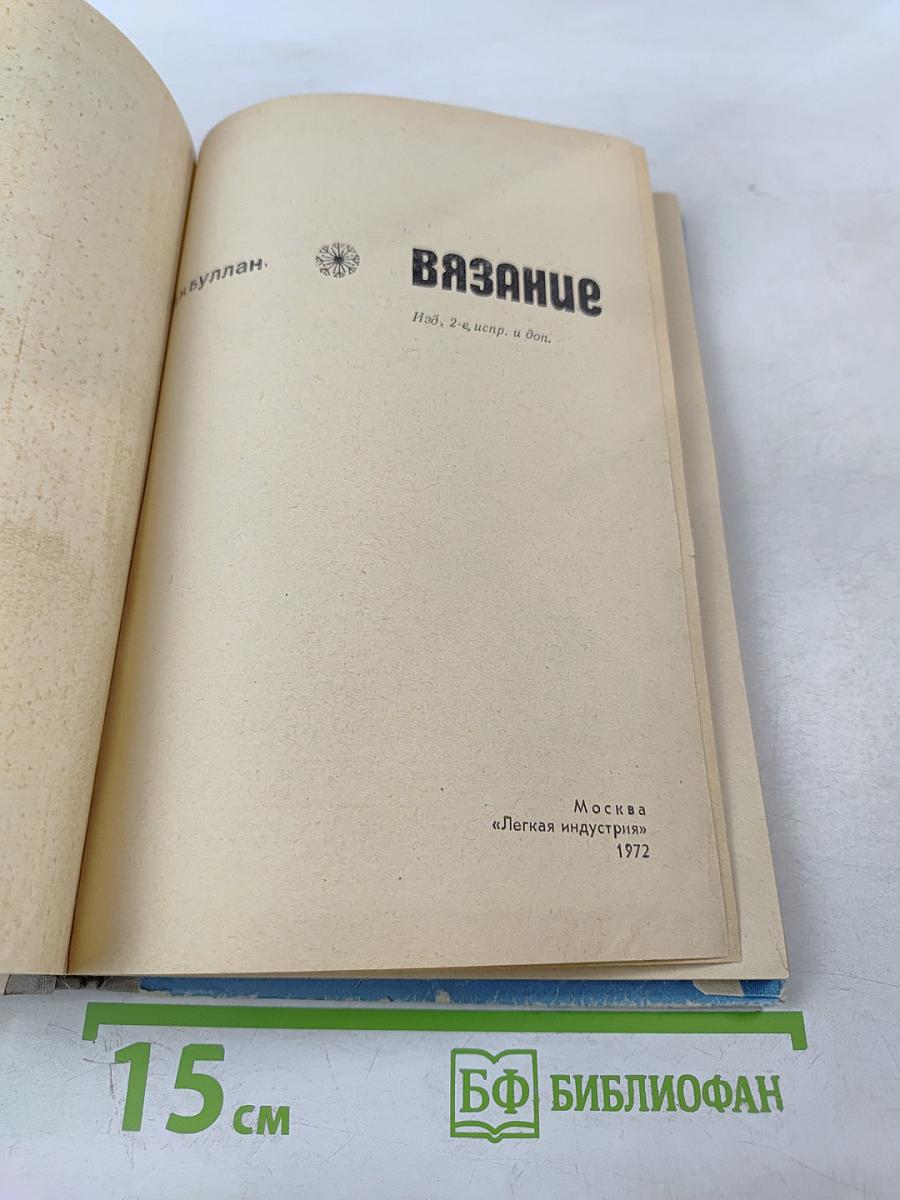 .Н.БУЛЛАН.
ВЯЗАНИЕ
Изд. 2-е, испр. и доп.
Москва
«Легкая индустрия»
1972
15 см
БФ БИБЛИОФАН